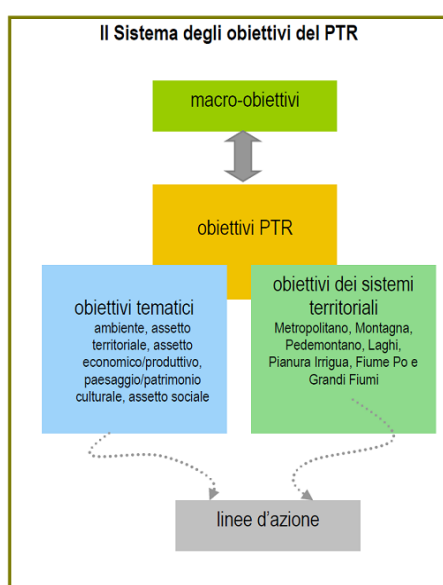 Il Sistema degli obiettivi del PTR
macro-obiettivi
obiettivi PTR
obiettivi tematici
ambiente, assetto
territoriale, assetto
economico/produttivo,
paesaggio/patrimonio
culturale, assetto sociale
obiettivi dei sistemi
territoriali
Metropolitano, Montagna,
Pedemontano, Laghi,
Pianura Irrigua, Fiume Po e
Grandi Fiumi
linee d'azione